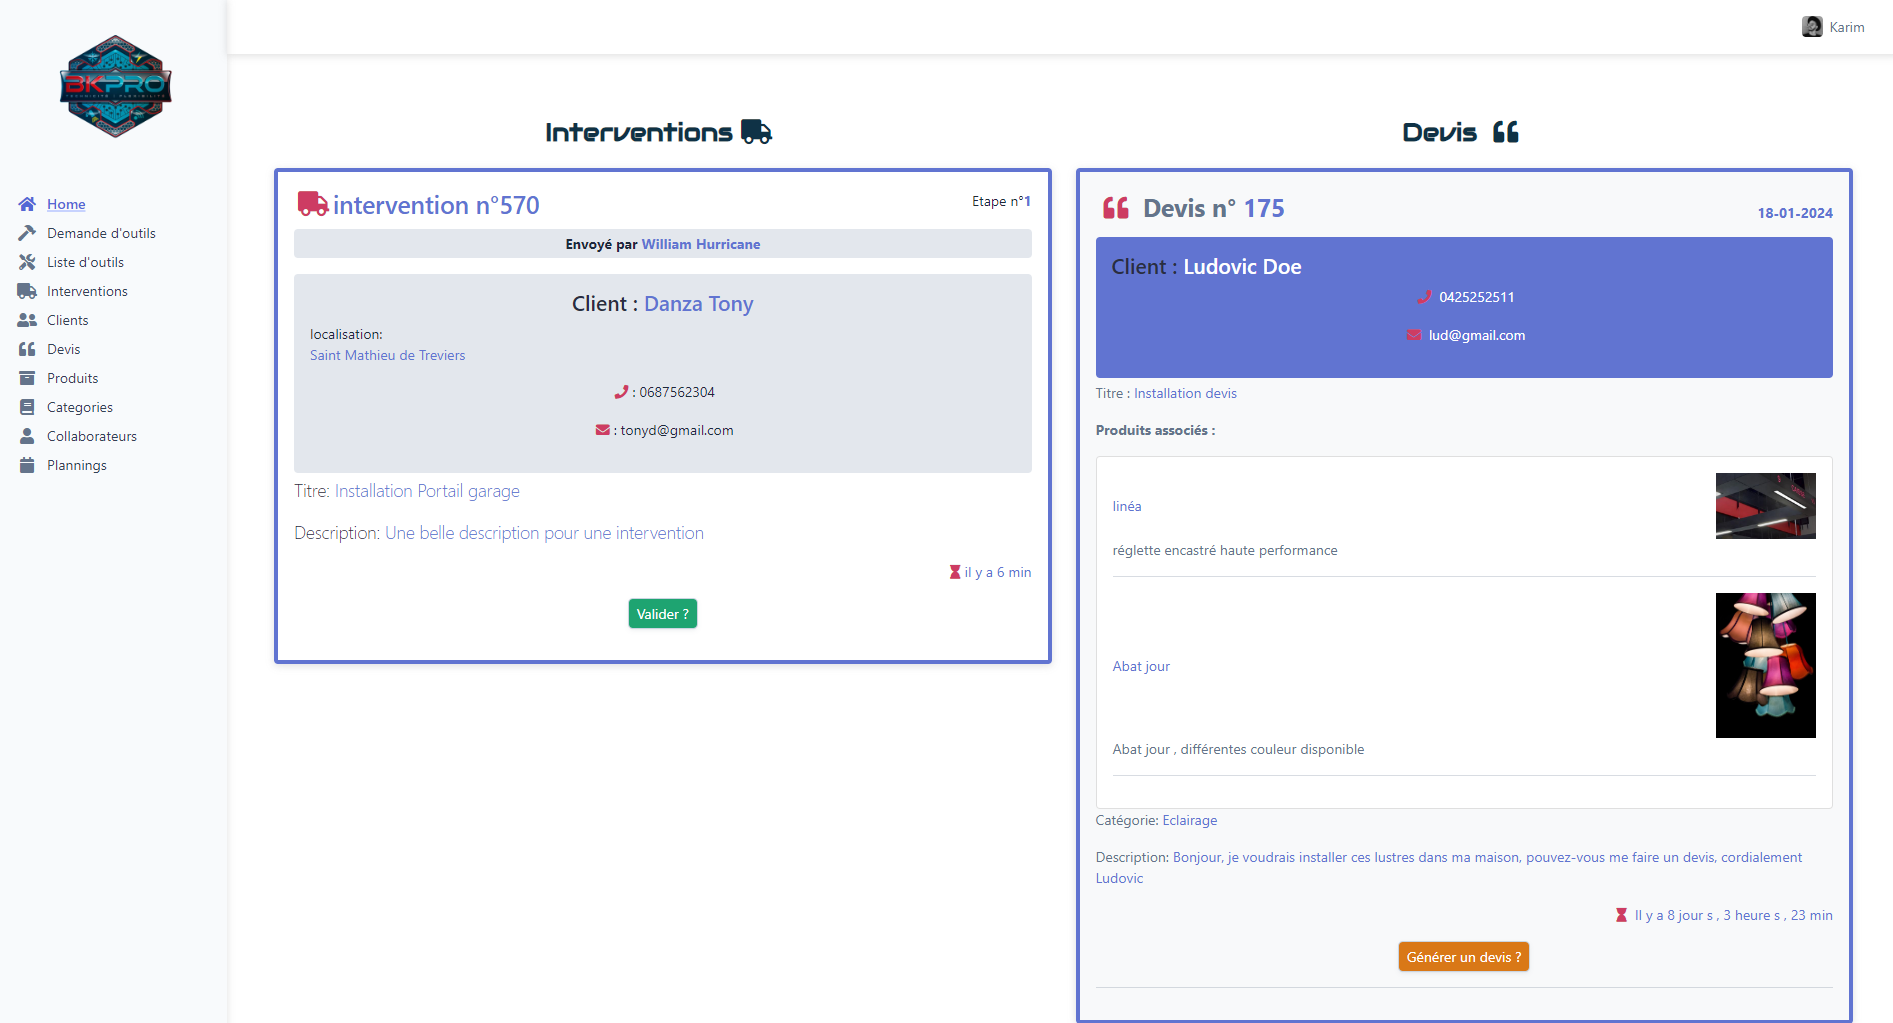 BKPRO
Karim
Home
Demande d'outils
Liste d'outils
Interventions
Clients
Devis
Produits
Categories
Collaborateurs
Plannings
Interventions
intervention n°570
Etape n°1
Envoyé par William Hurricane
Client : Danza Tony
localisation:
Saint Mathieu de Treviers
: 0687562304
: tonyd@gmail.com
Titre: Installation Portail garage
Description: Une belle description pour une intervention
il y a 6 min
Valider ?
Devis
Devis n° 175
18-01-2024
Client : Ludovic Doe
0425252511
lud@gmail.com
Titre : Installation devis
Produits associés :
linéa
réglette encastré haute performance
Abat jour
Abat jour , différentes couleur disponible
Catégorie: Eclairage
Description: Bonjour, je voudrais installer ces lustres dans ma maison, pouvez-vous me faire un devis, cordialement
Ludovic
Il y a 8 jour s , 3 heure s , 23 min
Générer un devis ?